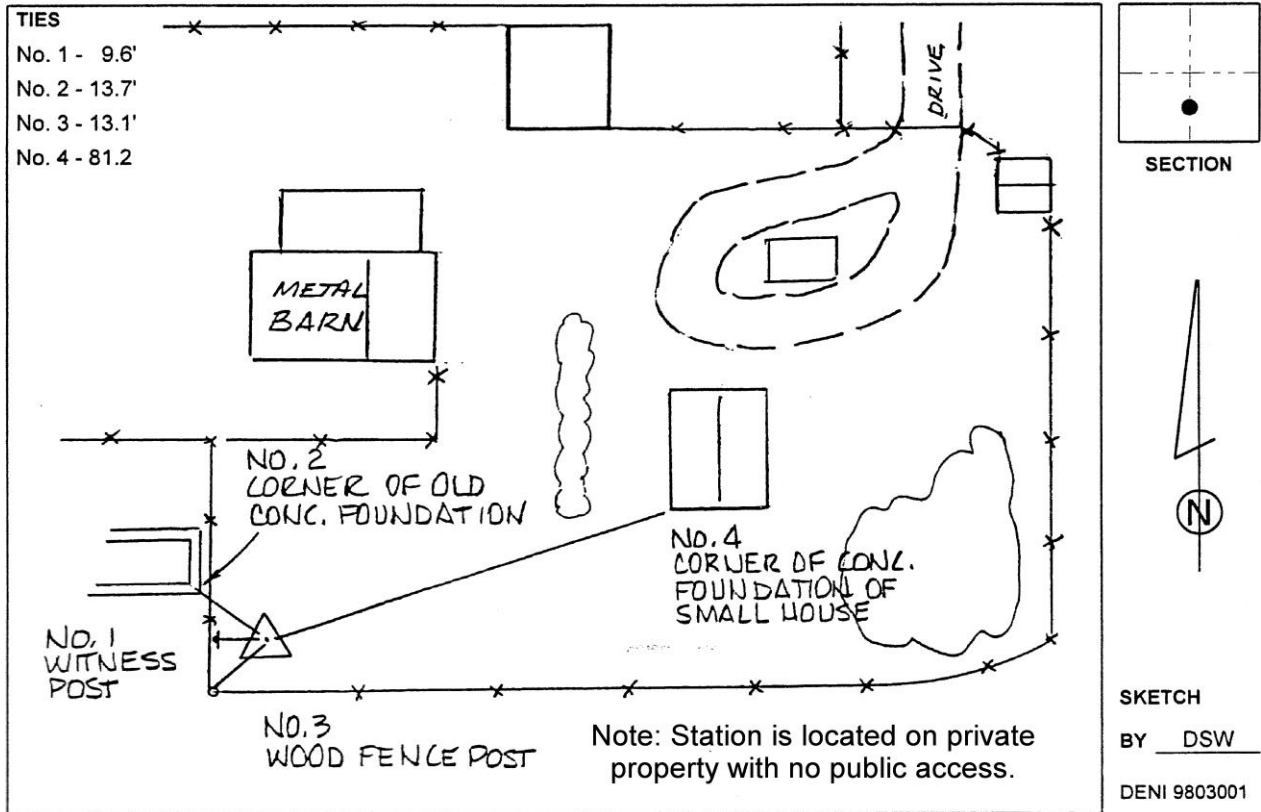 TIES
No. 1 - 9.6'
No. 2 - 13.7'
No. 3 - 13.1'
No. 4 - 81.2
DRIVE
SECTION
METAL
BARN
NO. 2
CORNER OF OLD
CONC. FOUNDATION
NO. 4
CORNER OF CONC.
FOUNDATION OF
SMALL HOUSE
NO. 1
WITNESS
POST
NO. 3
WOOD FENCE POST
Note: Station is located on private
property with no public access.
N
SKETCH
BY DSW
DENI 9803001